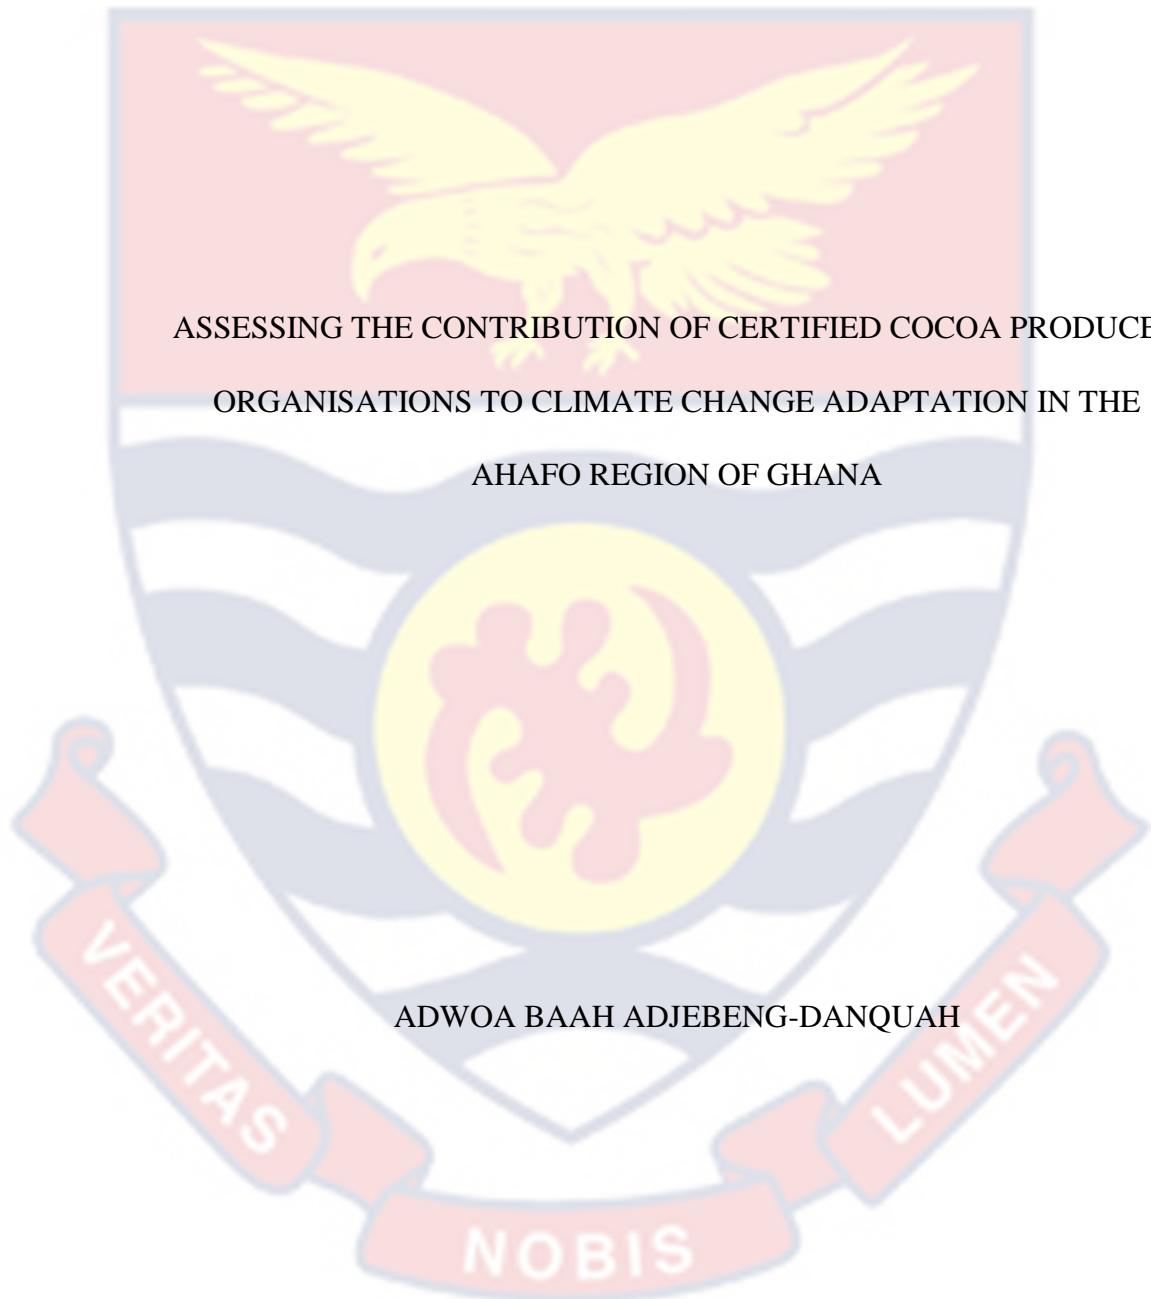 ASSESSING THE CONTRIBUTION OF CERTIFIED COCOA PRODUCE
ORGANISATIONS TO CLIMATE CHANGE ADAPTATION IN THE
AHAFO REGION OF GHANA
ADWOA BAAH ADJEBENG-DANQUAH
VERITAS
NOBIS
LUMEN